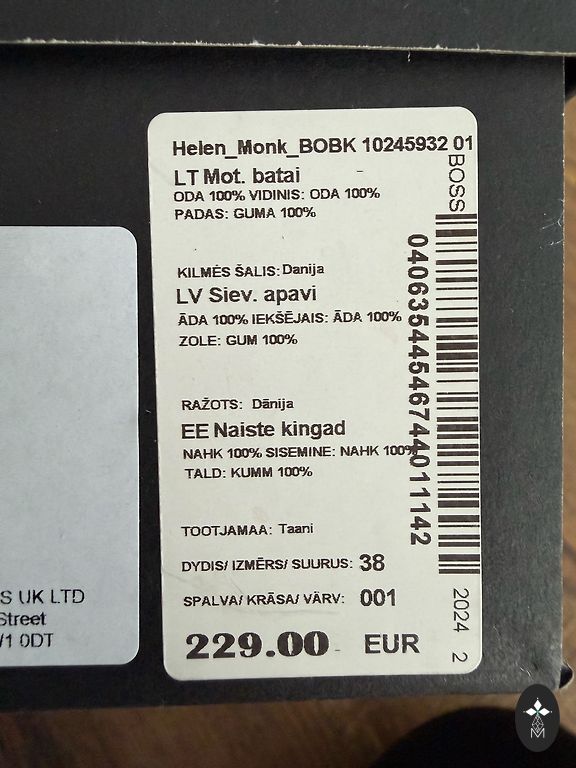 Helen_Monk_BOBK 10245932 01
LT Mot. batai
ODA 100% VIDINIS: ODA 100%
PADAS: GUMA 100%
KILMĖS ŠALIS: Danija
LV Siev. apavi
ĀDA 100% IEKŠĒJAIS: ĀDA 100%
ZOLE: GUM 100%
RAŽOTS: Dānija
EE Naiste kingad
NAHK 100% SISEMINE: NAHK 100%
TALD: KUMM 100%
TOOTJAMAA: Taani
DYDIS/ IZMĒRS/ SUURUS: 38
SPALVA/ KRĀSA/ VÄRV: 001
229.00 EUR
BOSS
04063544546744011142
2024 2
S UK LTD
Street
0DT
M